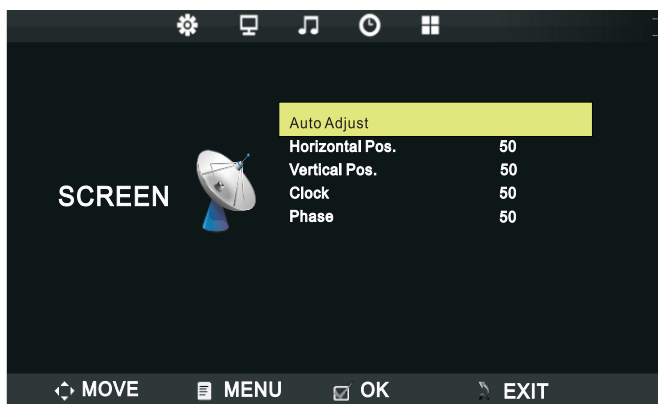 Auto Adjust
Horizontal Pos. 50
Vertical Pos. 50
SCREEN
Clock 50
Phase 50
MOVE MENU OK EXIT